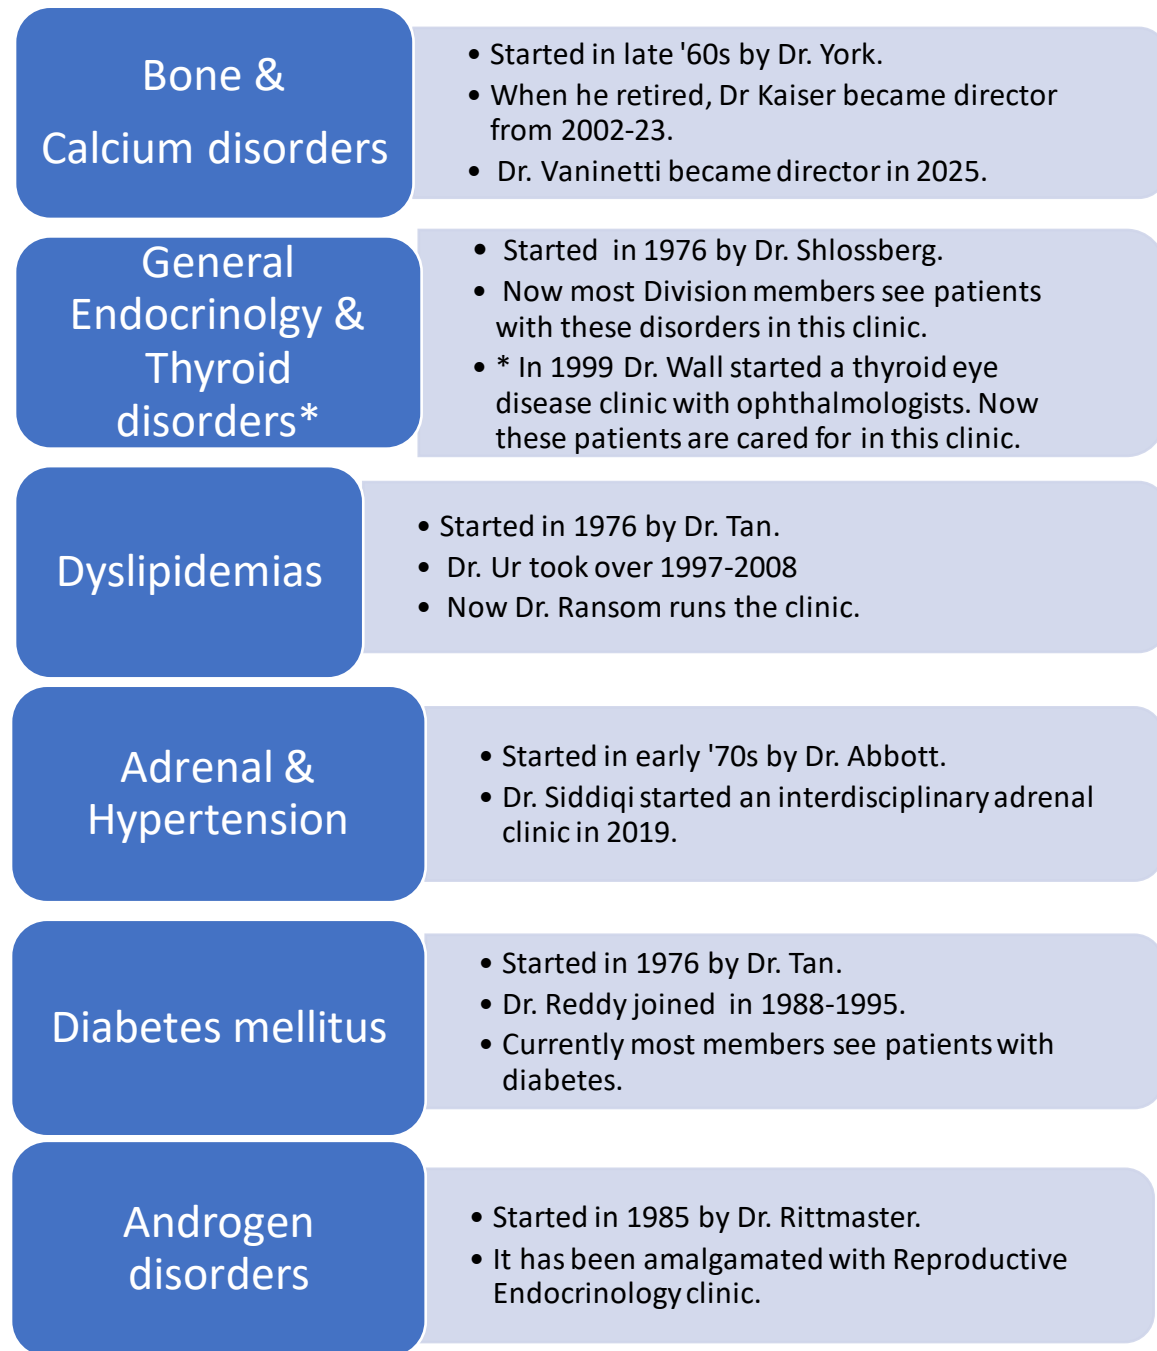 Bone &
Calcium disorders
• Started in late '60s by Dr. York.
• When he retired, Dr Kaiser became director
from 2002-23.
• Dr. Vaninetti became director in 2025.
General
Endocrinolgy &
Thyroid
disorders*
• Started in 1976 by Dr. Shlossberg.
• Now most Division members see patients
with these disorders in this clinic.
• * In 1999 Dr. Wall started a thyroid eye
disease clinic with ophthalmologists. Now
these patients are cared for in this clinic.
Dyslipidemias
• Started in 1976 by Dr. Tan.
• Dr. Ur took over 1997-2008
• Now Dr. Ransom runs the clinic.
Adrenal &
Hypertension
• Started in early '70s by Dr. Abbott.
• Dr. Siddiqi started an interdisciplinary adrenal
clinic in 2019.
Diabetes mellitus
• Started in 1976 by Dr. Tan.
• Dr. Reddy joined in 1988-1995.
• Currently most members see patients with
diabetes.
Androgen
disorders
• Started in 1985 by Dr. Rittmaster.
• It has been amalgamated with Reproductive
Endocrinology clinic.